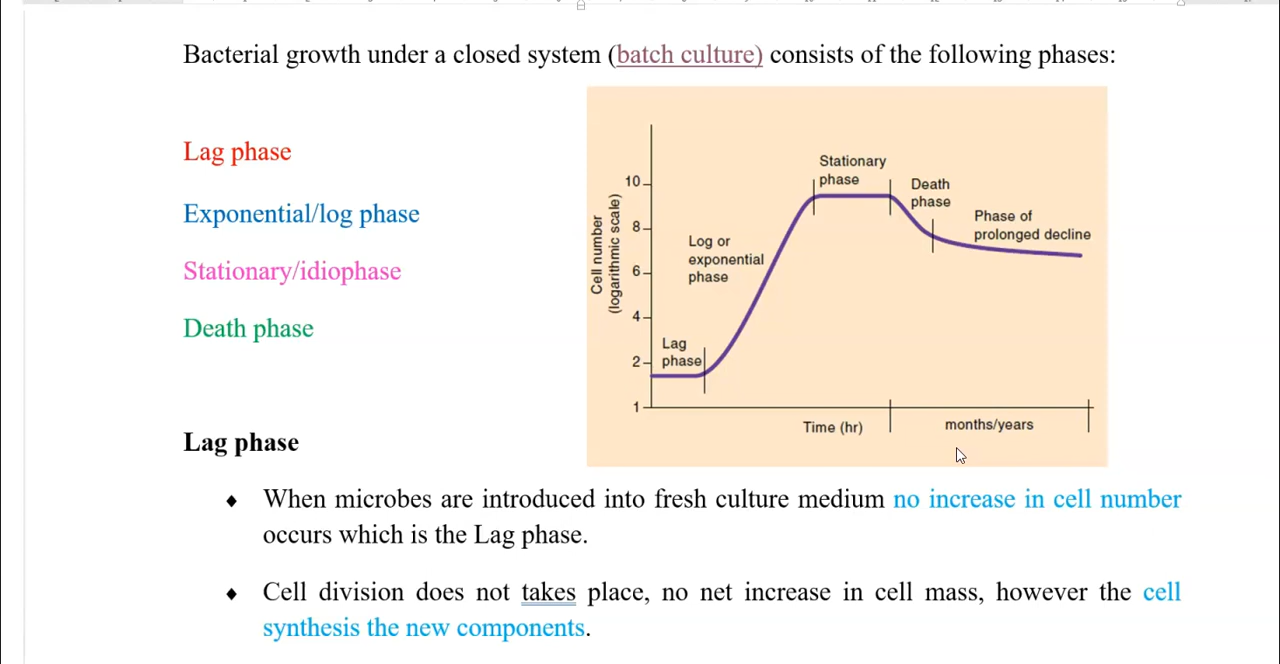 Bacterial growth under a closed system (batch culture) consists of the following phases:
Lag phase
Exponential/log phase
Stationary/idiophase
Death phase
Cell number
(logarithmic scale)
10
8
6
4
2
1
Lag
phase
Log or
exponential
phase
Stationary
phase
Death
phase
Phase of
prolonged decline
Time (hr)
months/years
Lag phase
♦ When microbes are introduced into fresh culture medium no increase in cell number
occurs which is the Lag phase.
♦ Cell division does not takes place, no net increase in cell mass, however the cell
synthesis the new components.